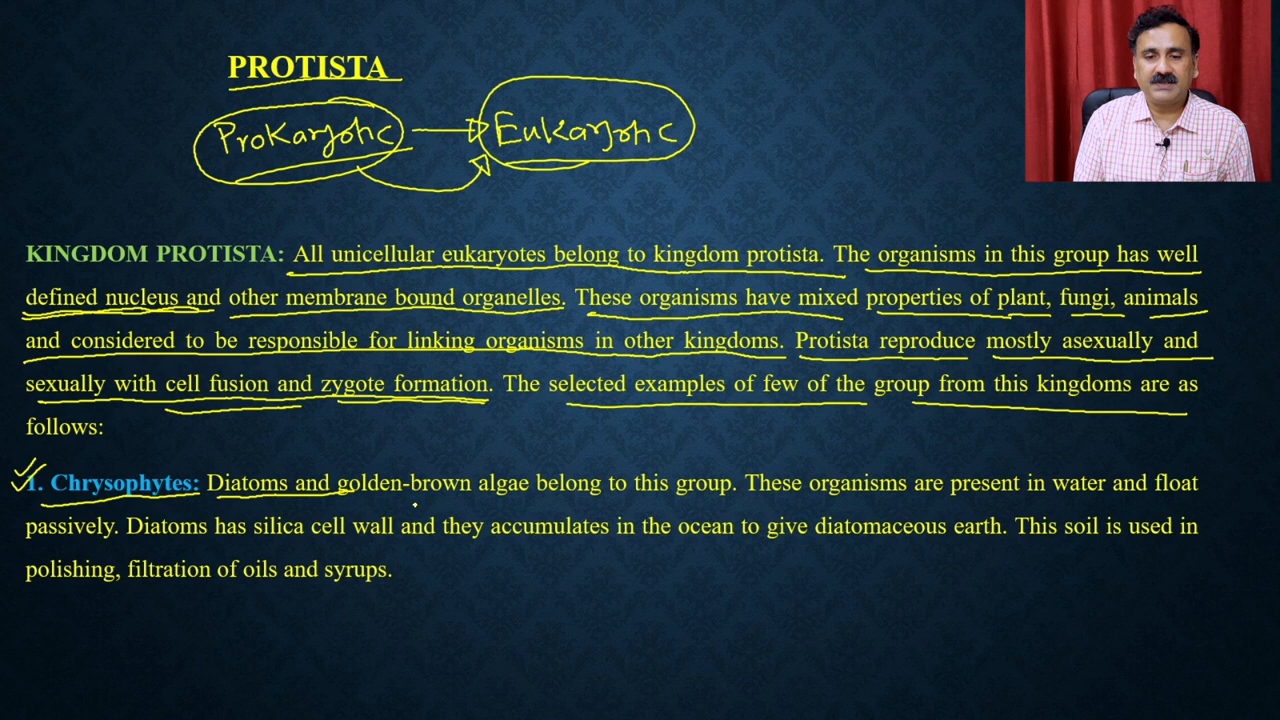 PROTISTA
Prokaryotic → Eukaryotic
KINGDOM PROTISTA: All unicellular eukaryotes belong to kingdom protista. The organisms in this group has well
defined nucleus and other membrane bound organelles. These organisms have mixed properties of plant, fungi, animals
and considered to be responsible for linking organisms in other kingdoms. Protista reproduce mostly asexually and
sexually with cell fusion and zygote formation. The selected examples of few of the group from this kingdoms are as
follows:
1. Chrysophytes: Diatoms and golden-brown algae belong to this group. These organisms are present in water and float
passively. Diatoms has silica cell wall and they accumulates in the ocean to give diatomaceous earth. This soil is used in
polishing, filtration of oils and syrups.